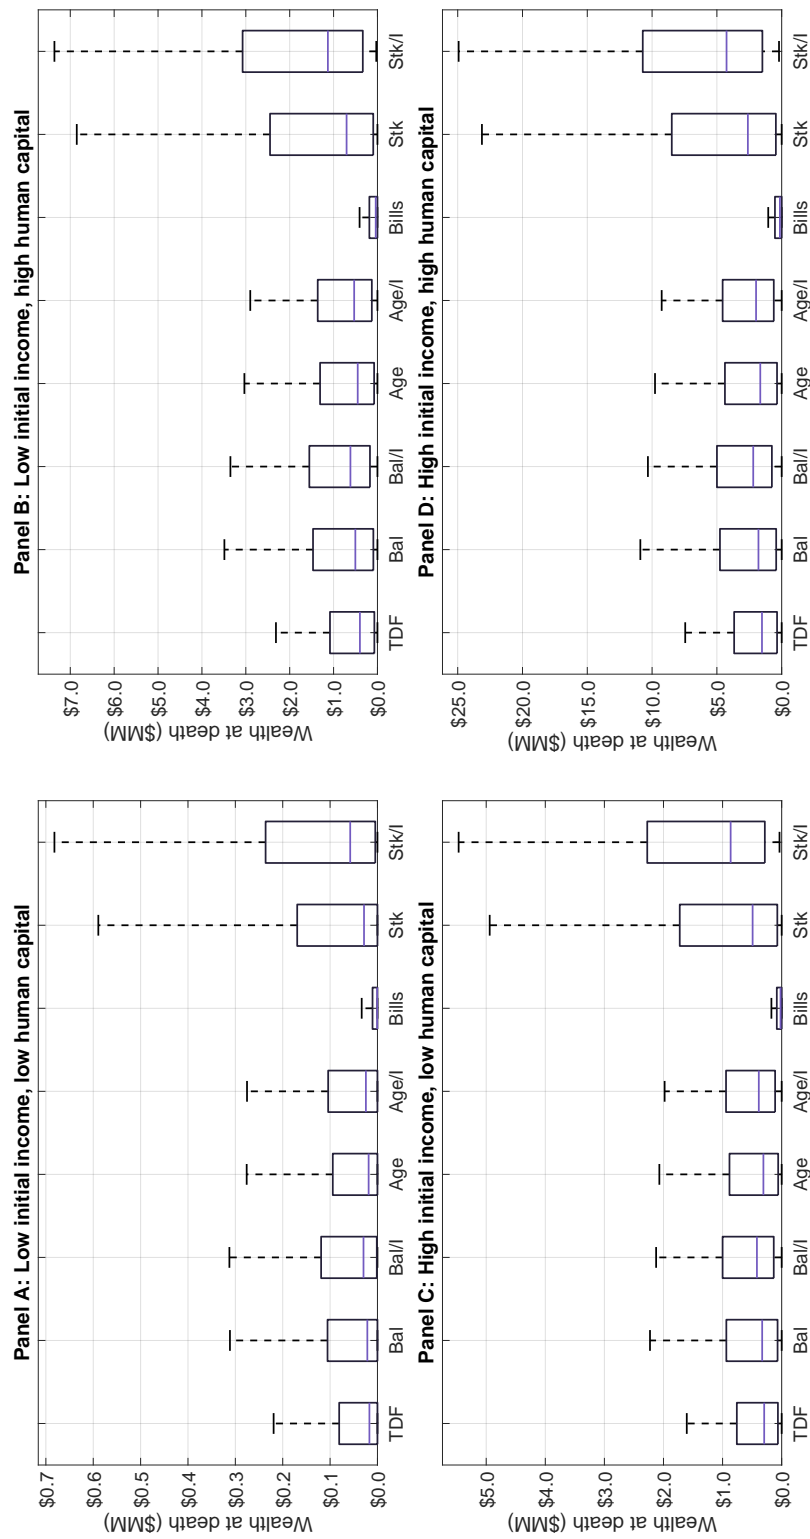 Panel A: Low initial income, low human capital
Wealth at death ($MM)
$0.7
$0.6
$0.5
$0.4
$0.3
$0.2
$0.1
$0.0
TDF Bal Bal/I Age Age/I Bills Stk Stk/I
Panel B: Low initial income, high human capital
Wealth at death ($MM)
$7.0
$6.0
$5.0
$4.0
$3.0
$2.0
$1.0
$0.0
TDF Bal Bal/I Age Age/I Bills Stk Stk/I
Panel C: High initial income, low human capital
Wealth at death ($MM)
$5.0
$4.0
$3.0
$2.0
$1.0
$0.0
TDF Bal Bal/I Age Age/I Bills Stk Stk/I
Panel D: High initial income, high human capital
Wealth at death ($MM)
$25.0
$20.0
$15.0
$10.0
$5.0
$0.0
TDF Bal Bal/I Age Age/I Bills Stk Stk/I